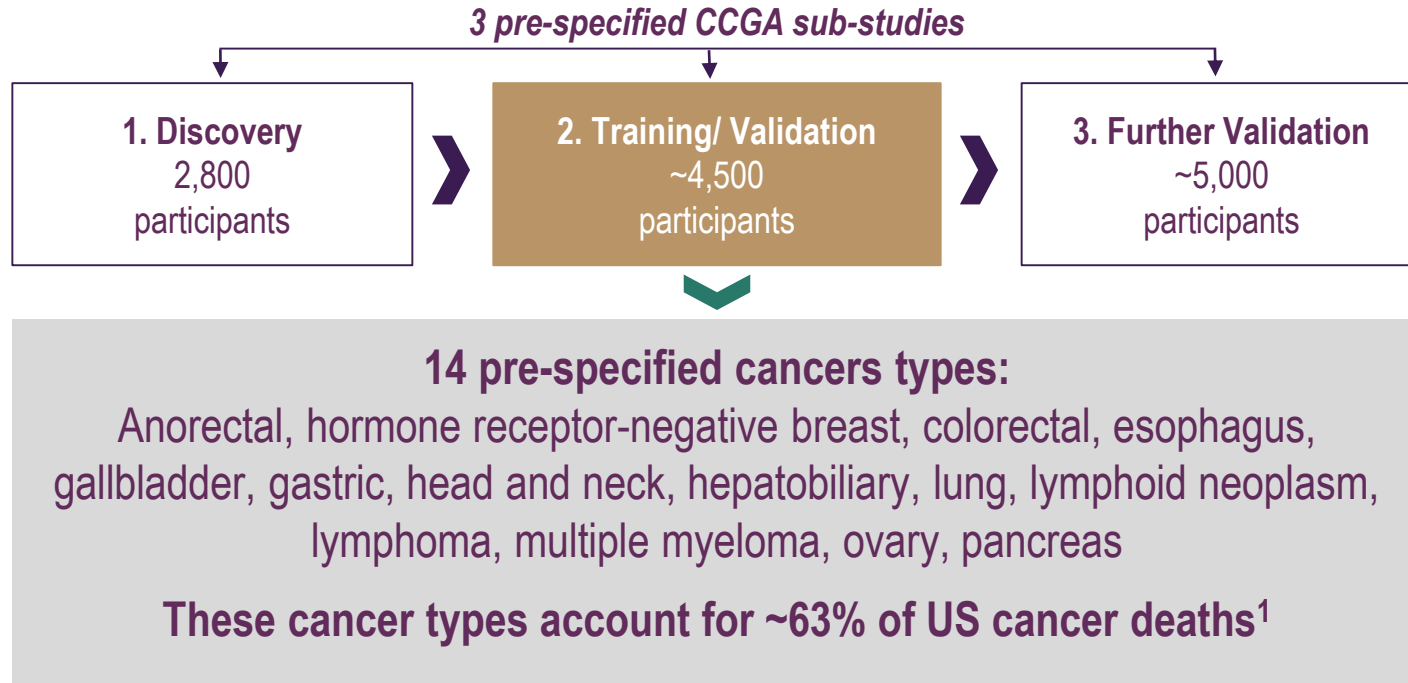 3 pre-specified CCGA sub-studies
1. Discovery
2,800
participants
2. Training/ Validation
~4,500
participants
3. Further Validation
~5,000
participants
14 pre-specified cancers types:
Anorectal, hormone receptor-negative breast, colorectal, esophagus,
gallbladder, gastric, head and neck, hepatobiliary, lung, lymphoid neoplasm,
lymphoma, multiple myeloma, ovary, pancreas
These cancer types account for ~63% of US cancer deaths¹